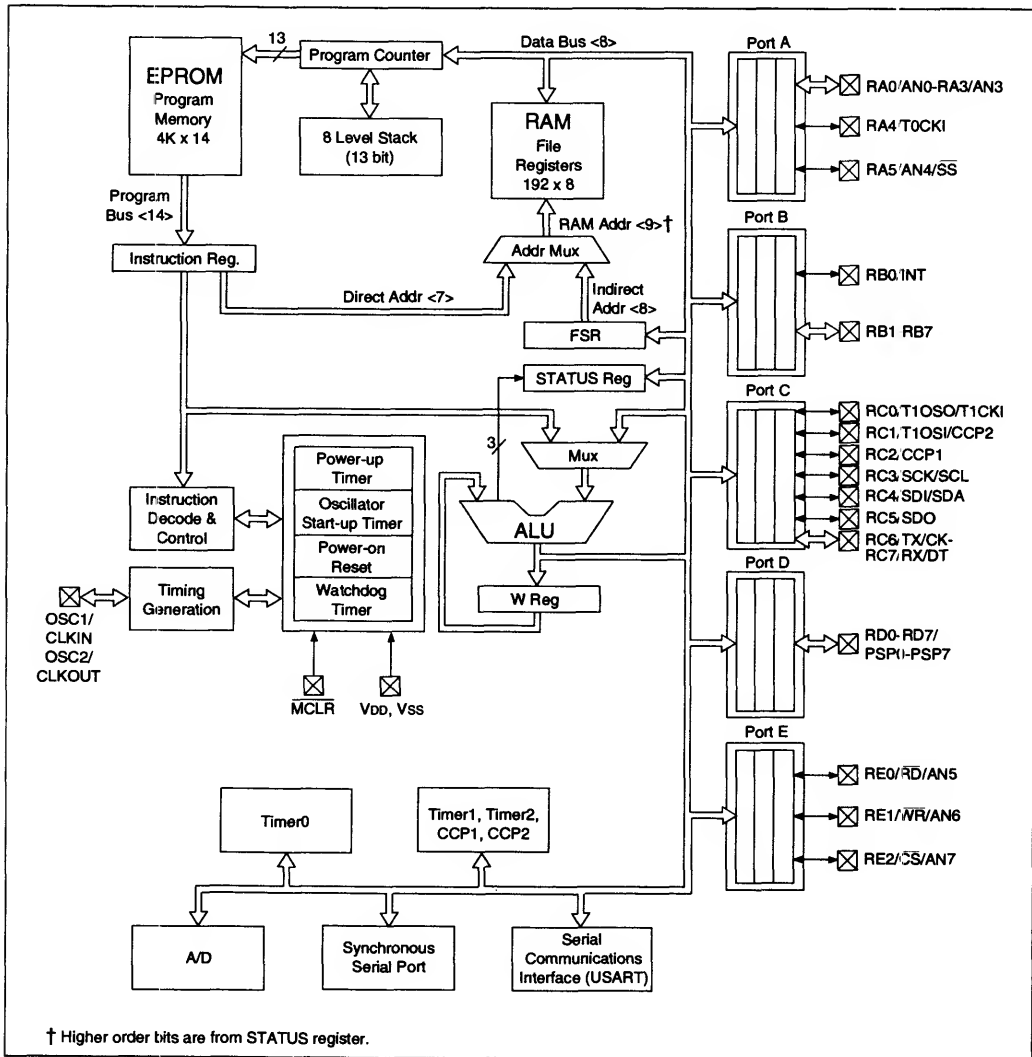 13
Data Bus <8>
Port A
EPROM
Program
Memory
4K x 14
Program Counter
8 Level Stack
(13 bit)
RAM
File
Registers
192 x 8
RA0/AN0-RA3/AN3
RA4/T0CKI
RA5/AN4/SS
Program
Bus <14>
RAM Addr <9>†
Port B
Instruction Reg.
Addr Mux
RB0/INT
Direct Addr <7>
Indirect
Addr <8>
FSR
RB1 RB7
STATUS Reg
Port C
3
Mux
RC0/T1OSO/T1CKI
RC1/T1OSI/CCP2
RC2/CCP1
RC3/SCK/SCL
RC4/SDI/SDA
RC5/SDO
RC6/TX/CK-
RC7/RX/DT
Power-up
Timer
Instruction
Decode &
Control
Oscillator
Start-up Timer
ALU
Power-on
Reset
Port D
Timing
Generation
Watchdog
Timer
W Reg
OSC1/
CLKIN
OSC2/
CLKOUT
RD0-RD7/
PSP0-PSP7
MCLR
VDD, VSS
Port E
RE0/RD/AN5
Timer0
Timer1, Timer2,
CCP1, CCP2
RE1/WR/AN6
RE2/CS/AN7
A/D
Synchronous
Serial Port
Serial
Communications
Interface (USART)
† Higher order bits are from STATUS register.